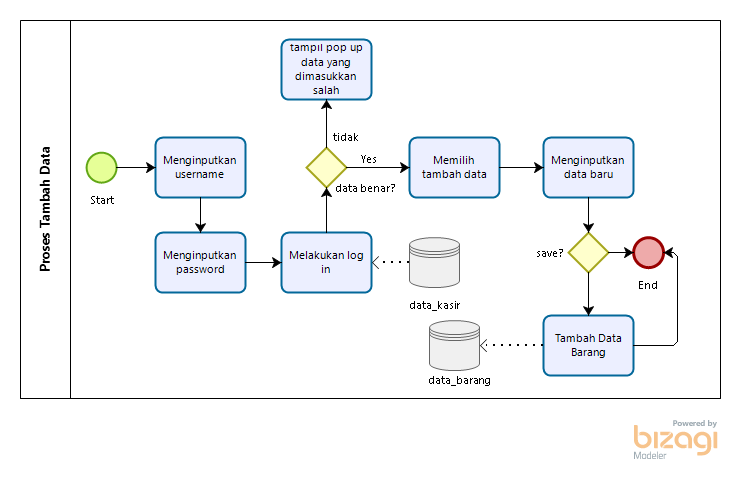 Proses Tambah Data
Start
Menginputkan
username
Menginputkan
password
Melakukan log
in
data_kasir
data benar?
tidak
tampil pop up
data yang
dimasukkan
salah
Yes
Memilih
tambah data
Menginputkan
data baru
save?
End
Tambah Data
Barang
data_barang
Powered by
bizagi
Modeler